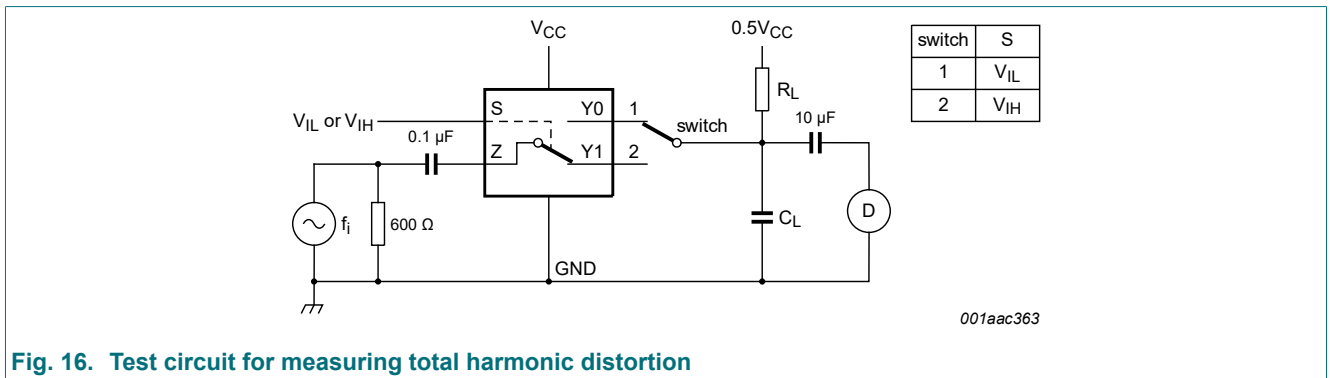 VCC
0.5VCC
switch S
1 VIL
2 VIH
RL
S Y0 1
10 µF
VIL or VIH
switch
0.1 µF
Z Y1 2
fi
600 Ω
CL
D
GND
001aac363
Fig. 16. Test circuit for measuring total harmonic distortion